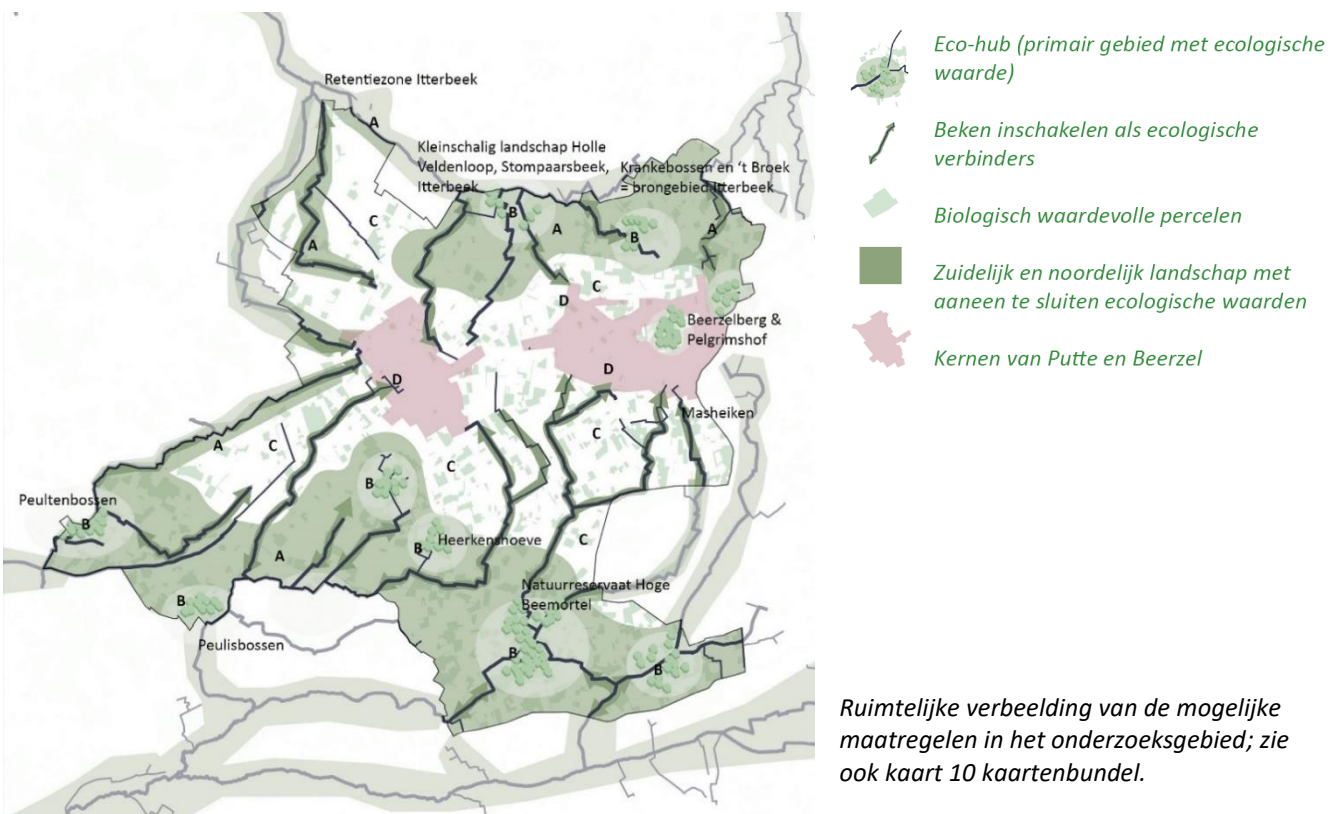 Retentiezone Itterbeek
A
Kleinschalig landschap Holle
Veldenloop, Stompaarsbeek,
Itterbeek
Krankebossen en ‘t Broek
= brongebied Itterbeek
B
C
A
B
A
A
C
D
Beerzelberg &
Pelgrimshof
D
D
Masheiken
A
C
C
C
Peultenbossen
B
B
B
Heerkenshoeve
A
C
Natuurreservaat Hoge
Beemortel
B
Peulisbossen
B
B
Eco-hub (primair gebied met ecologische
waarde)
Beken inschakelen als ecologische
verbinders
Biologisch waardevolle percelen
Zuidelijk en noordelijk landschap met
aaneen te sluiten ecologische waarden
Kernen van Putte en Beerzel
Ruimtelijke verbeelding van de mogelijke
maatregelen in het onderzoeksgebied; zie
ook kaart 10 kaartenbundel.